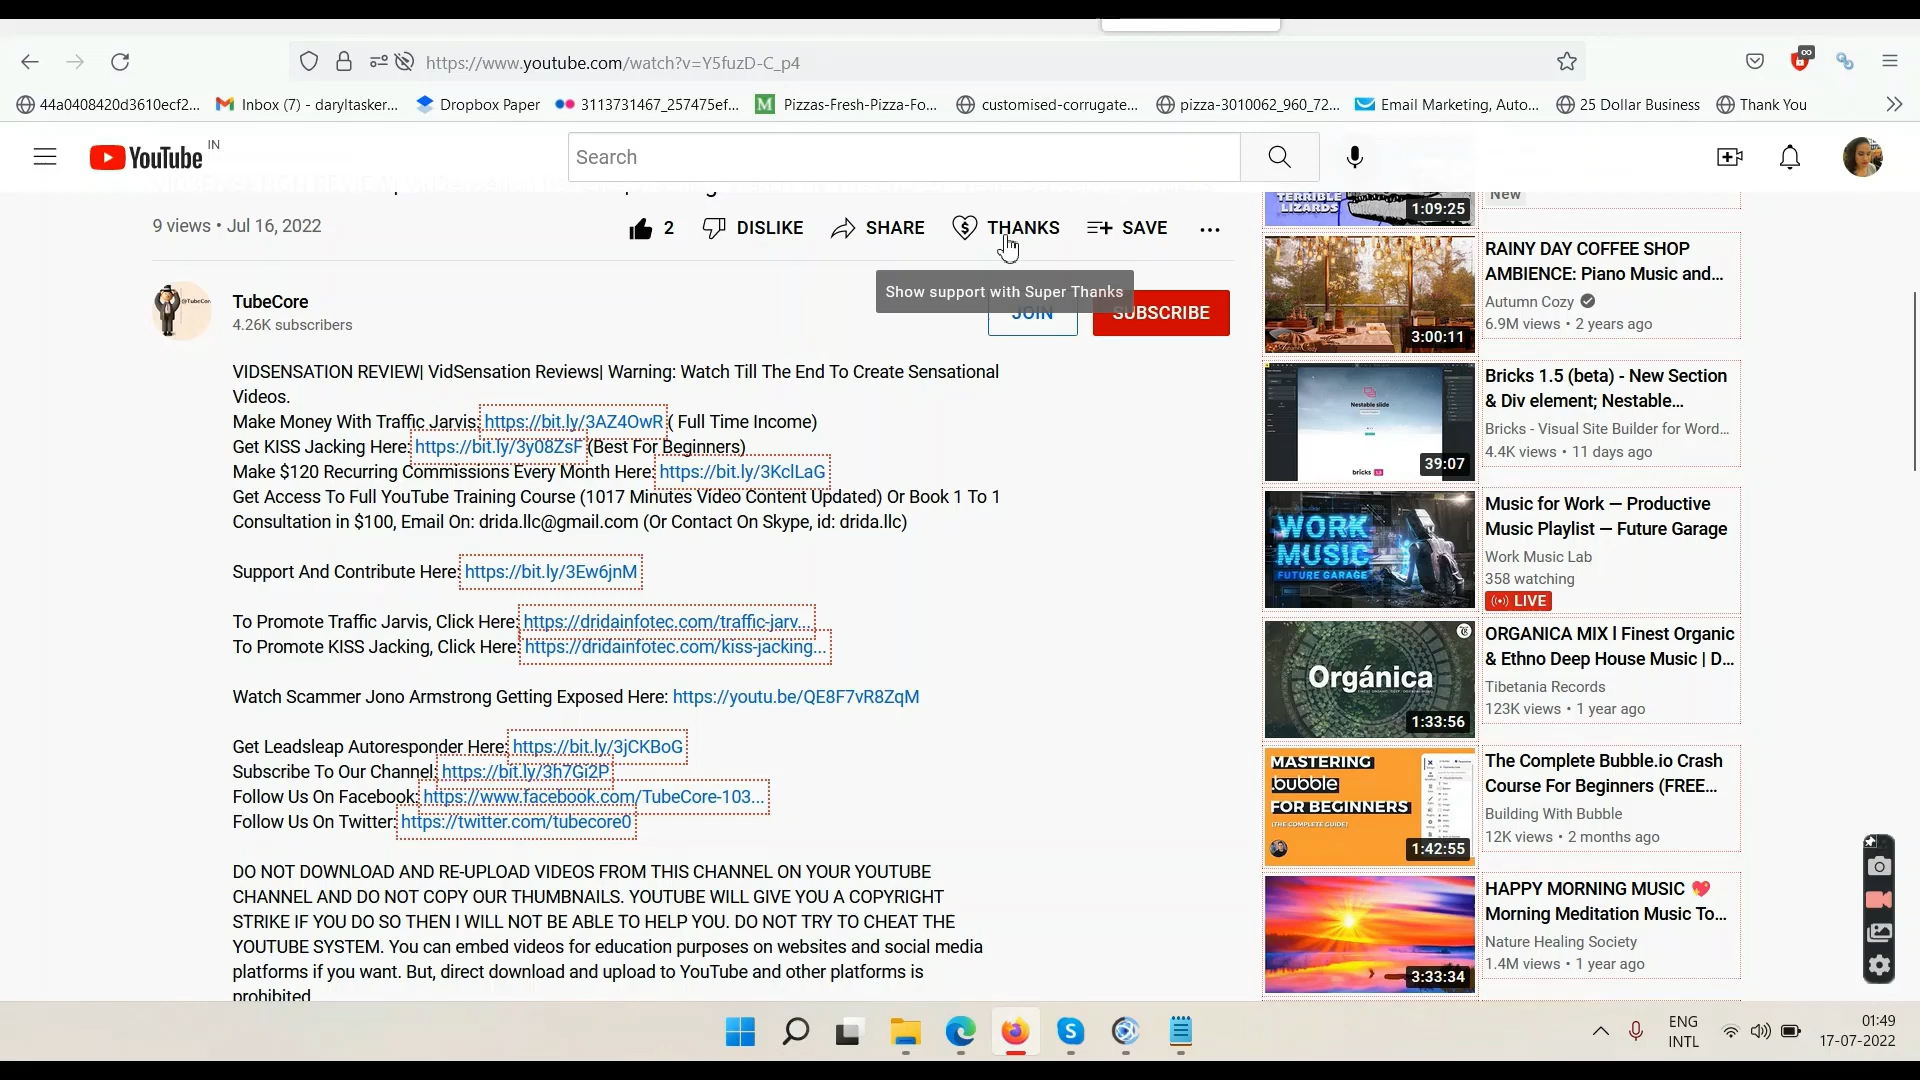 https://www.youtube.com/watch?v=Y5fuzD-C_p4
44a0408420d3610ecf2...
Inbox (7) - daryltasker...
Dropbox Paper
3113731467_257475ef...
Pizzas-Fresh-Pizza-Fo...
customised-corrugate...
pizza-3010062_960_72...
Email Marketing, Auto...
25 Dollar Business
Thank You
YouTube IN
Search
9 views • Jul 16, 2022
2
DISLIKE
SHARE
THANKS
SAVE
Show support with Super Thanks
TubeCore
4.26K subscribers
JOIN
SUBSCRIBE
VIDSENSATION REVIEW| VidSensation Reviews| Warning: Watch Till The End To Create Sensational
Videos.
Make Money With Traffic Jarvis: https://bit.ly/3AZ4OwR ( Full Time Income)
Get KISS Jacking Here: https://bit.ly/3y08ZsF (Best For Beginners)
Make $120 Recurring Commissions Every Month Here: https://bit.ly/3KclLaG
Get Access To Full YouTube Training Course (1017 Minutes Video Content Updated) Or Book 1 To 1
Consultation in $100, Email On: drida.llc@gmail.com (Or Contact On Skype, id: drida.llc)
Support And Contribute Here: https://bit.ly/3Ew6jnM
To Promote Traffic Jarvis, Click Here: https://dridainfotec.com/traffic-jarv...
To Promote KISS Jacking, Click Here: https://dridainfotec.com/kiss-jacking...
Watch Scammer Jono Armstrong Getting Exposed Here: https://youtu.be/QE8F7vR8ZqM
Get Leadsleap Autoresponder Here: https://bit.ly/3jCKBoG
Subscribe To Our Channel: https://bit.ly/3h7Gi2P
Follow Us On Facebook: https://www.facebook.com/TubeCore-103...
Follow Us On Twitter: https://twitter.com/tubecore0
DO NOT DOWNLOAD AND RE-UPLOAD VIDEOS FROM THIS CHANNEL ON YOUR YOUTUBE
CHANNEL AND DO NOT COPY OUR THUMBNAILS. YOUTUBE WILL GIVE YOU A COPYRIGHT
STRIKE IF YOU DO SO THEN I WILL NOT BE ABLE TO HELP YOU. DO NOT TRY TO CHEAT THE
YOUTUBE SYSTEM. You can embed videos for education purposes on websites and social media
platforms if you want. But, direct download and upload to YouTube and other platforms is
prohibited
TERRIBLE
LIZARDS
1:09:25
New
3:00:11
RAINY DAY COFFEE SHOP
AMBIENCE: Piano Music and...
Autumn Cozy
6.9M views • 2 years ago
Nestable slide
bricks 1.5
39:07
Bricks 1.5 (beta) - New Section
& Div element; Nestable...
Bricks - Visual Site Builder for Word...
4.4K views • 11 days ago
WORK
MUSIC
FUTURE GARAGE
Music for Work — Productive
Music Playlist — Future Garage
Work Music Lab
358 watching
LIVE
Orgánica
1:33:56
ORGANICA MIX l Finest Organic
& Ethno Deep House Music | D...
Tibetania Records
123K views • 1 year ago
MASTERING
.bubble
FOR BEGINNERS
(THE COMPLETE GUIDE)
1:42:55
The Complete Bubble.io Crash
Course For Beginners (FREE...
Building With Bubble
12K views • 2 months ago
3:33:34
HAPPY MORNING MUSIC 💖
Morning Meditation Music To...
Nature Healing Society
1.4M views • 1 year ago
ENG
INTL
01:49
17-07-2022